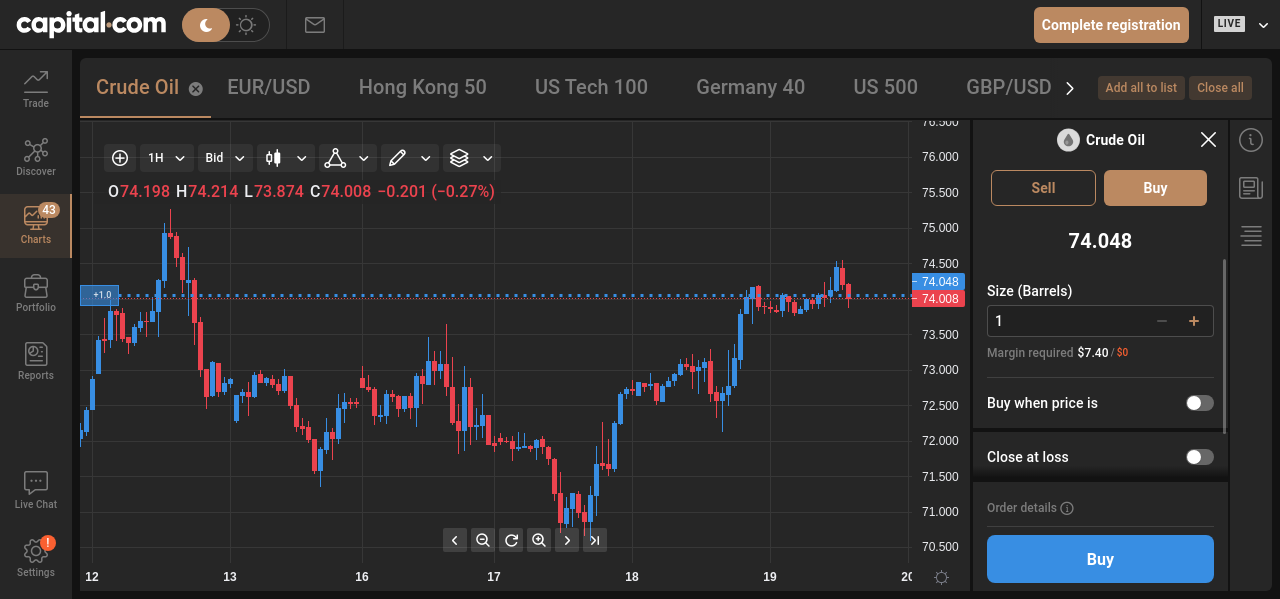 capital.com
Complete registration
LIVE
Trade
Discover
43
Charts
Portfolio
Reports
Live Chat
!
Settings
Crude Oil
EUR/USD
Hong Kong 50
US Tech 100
Germany 40
US 500
GBP/USD
Add all to list
Close all
1H
Bid
O74.198 H74.214 L73.874 C74.008 −0.201 (−0.27%)
+1.0
76.500
76.000
75.500
75.000
74.500
74.048
74.008
73.500
73.000
72.500
72.000
71.500
71.000
70.500
12
13
16
17
18
19
20
Crude Oil
Sell
Buy
74.048
Size (Barrels)
1
Margin required $7.40 / $0
Buy when price is
Close at loss
Order details
Buy